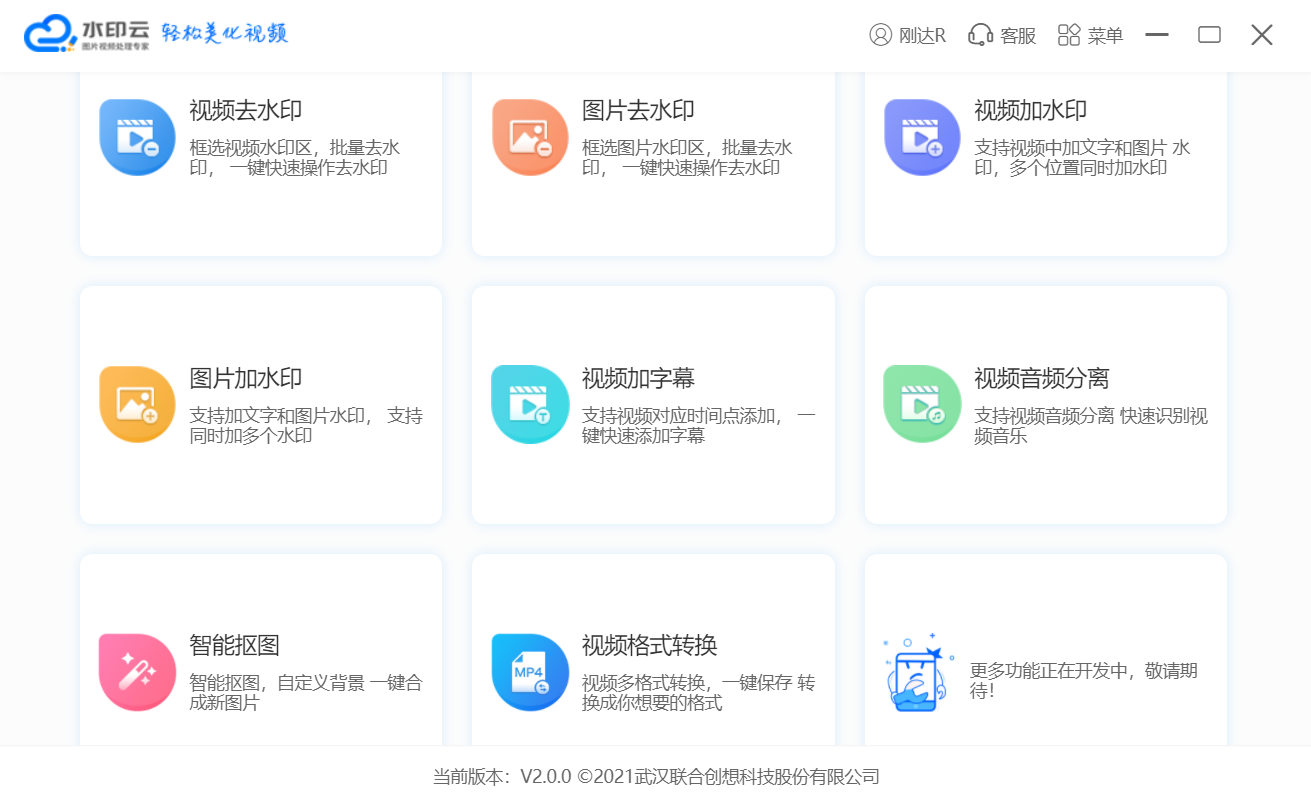 水印云
图片视频处理专家
轻松美化视频
刚达R
客服
菜单
视频去水印
框选视频水印区，批量去水
印， 一键快速操作去水印
图片去水印
框选图片水印区，批量去水
印， 一键快速操作去水印
视频加水印
支持视频中加文字和图片 水
印，多个位置同时加水印
图片加水印
支持加文字和图片水印， 支持
同时加多个水印
视频加字幕
支持视频对应时间点添加， 一
键快速添加字幕
视频音频分离
支持视频音频分离 快速识别视
频音乐
智能抠图
智能抠图，自定义背景 一键合
成新图片
MP4
视频格式转换
视频多格式转换，一键保存 转
换成你想要的格式
更多功能正在开发中，敬请期
待！
当前版本：V2.0.0 ©2021武汉联合创想科技股份有限公司